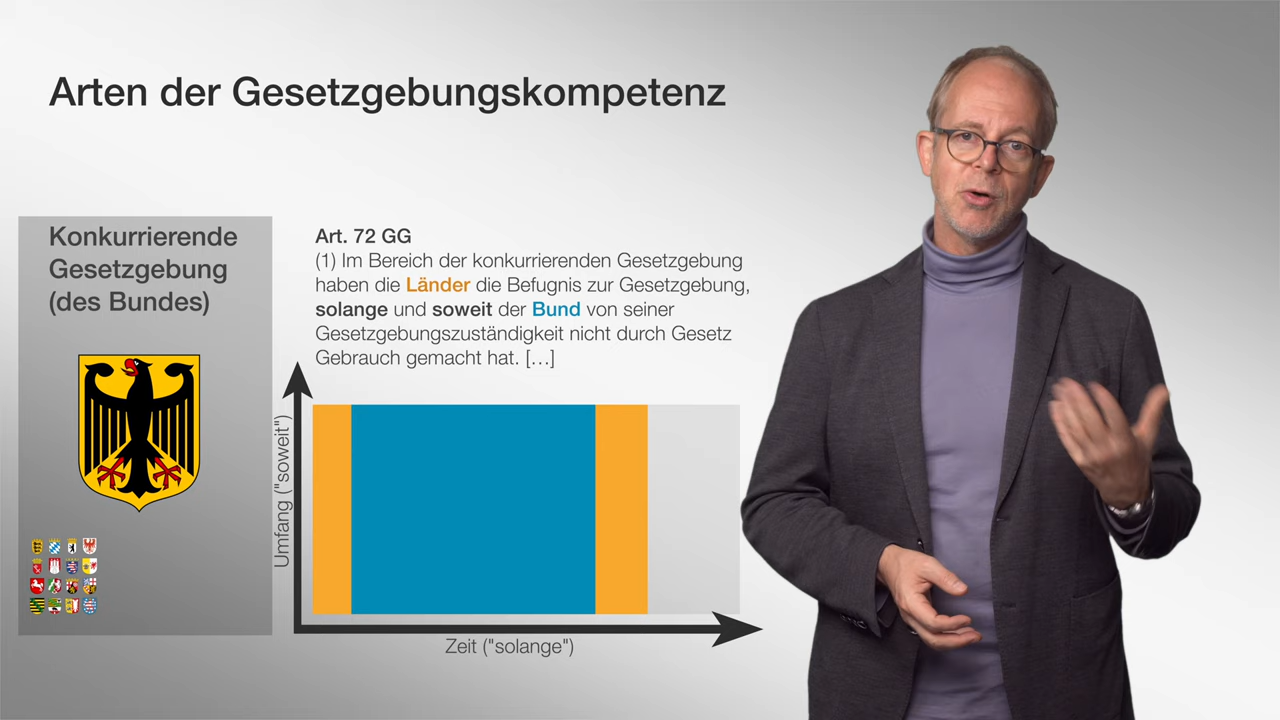 Arten der Gesetzgebungskompetenz
Konkurrierende
Gesetzgebung
(des Bundes)
Art. 72 GG
(1) Im Bereich der konkurrierenden Gesetzgebung
haben die Länder die Befugnis zur Gesetzgebung,
solange und soweit der Bund von seiner
Gesetzgebungszuständigkeit nicht durch Gesetz
Gebrauch gemacht hat. […]
Umfang ("soweit")
Zeit ("solange")